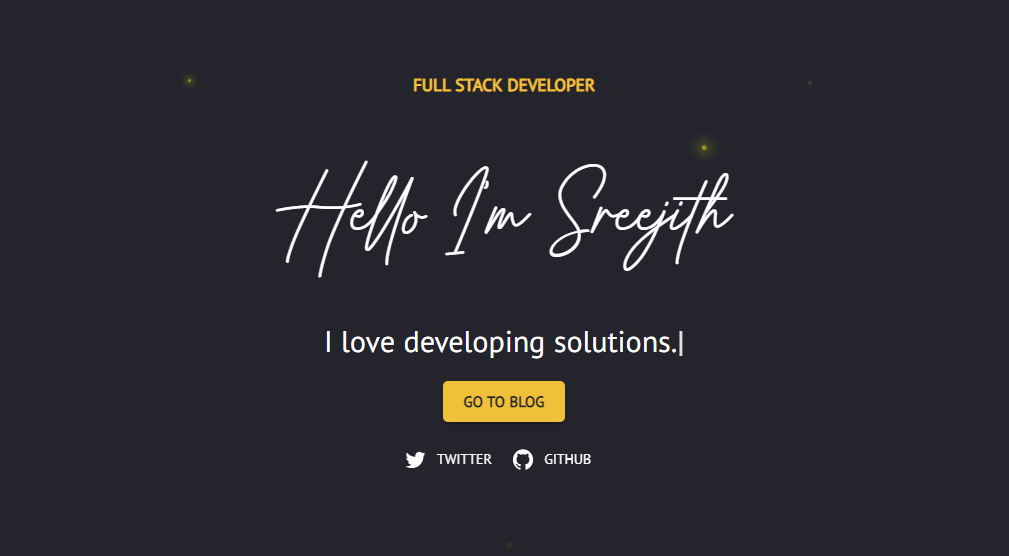 FULL STACK DEVELOPER
Hello I'm Sreejith
I love developing solutions.|
GO TO BLOG
TWITTER GITHUB